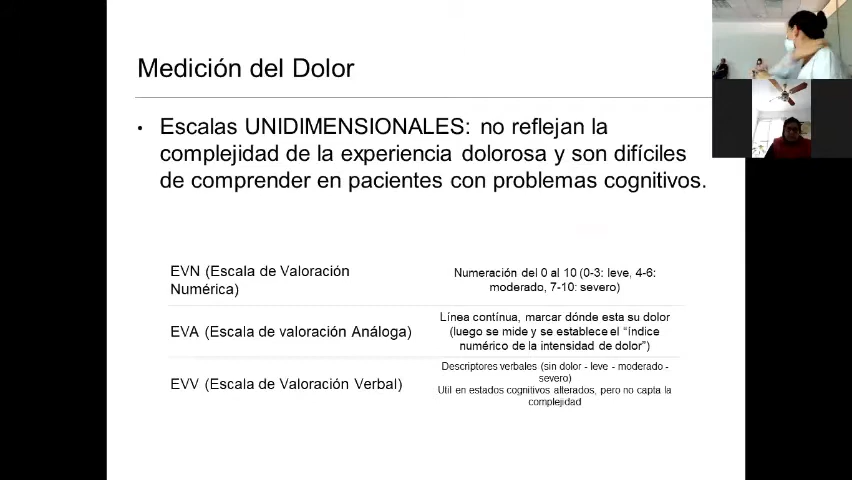 Medición del Dolor
• Escalas UNIDIMENSIONALES: no reflejan la
complejidad de la experiencia dolorosa y son difíciles
de comprender en pacientes con problemas cognitivos.
EVN (Escala de Valoración
Numérica)
Numeración del 0 al 10 (0-3: leve, 4-6:
moderado, 7-10: severo)
EVA (Escala de valoración Análoga)
Línea contínua, marcar dónde esta su dolor
(luego se mide y se establece el “índice
numérico de la intensidad de dolor”)
EVV (Escala de Valoración Verbal)
Descriptores verbales (sin dolor - leve - moderado -
severo)
Util en estados cognitivos alterados, pero no capta la
complejidad